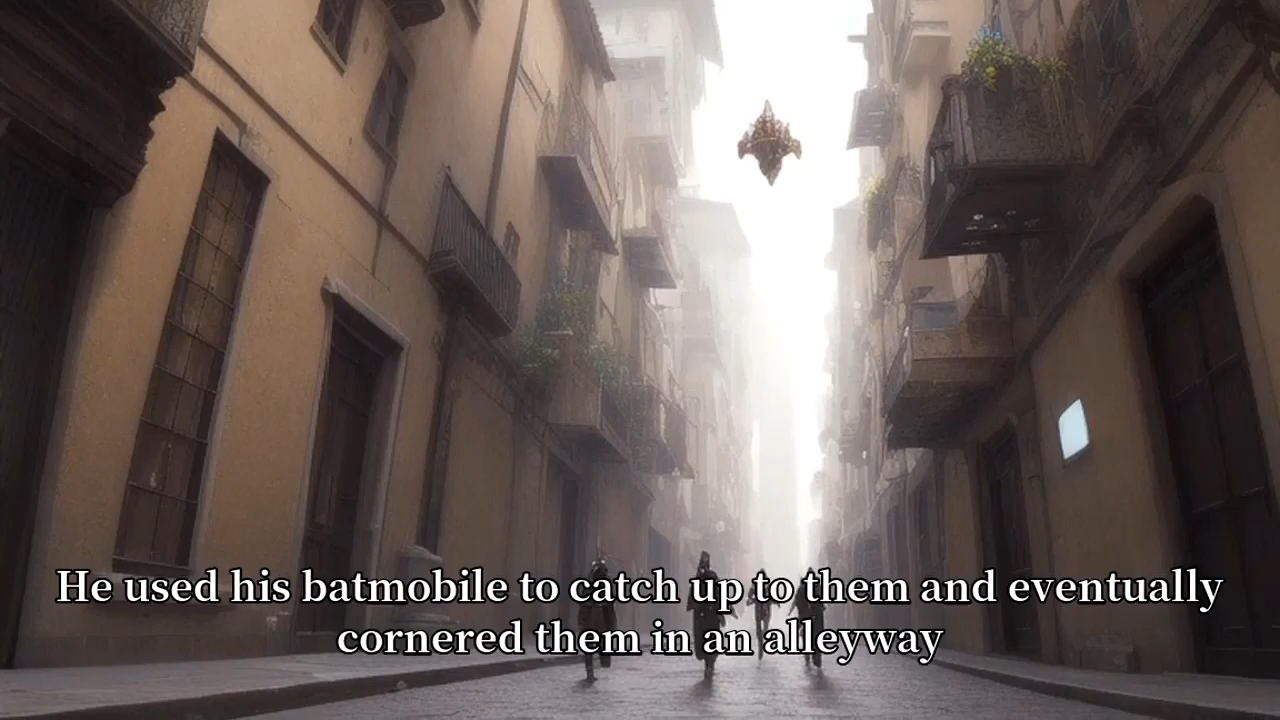 He used his batmobile to catch up to them and eventually
cornered them in an alleyway